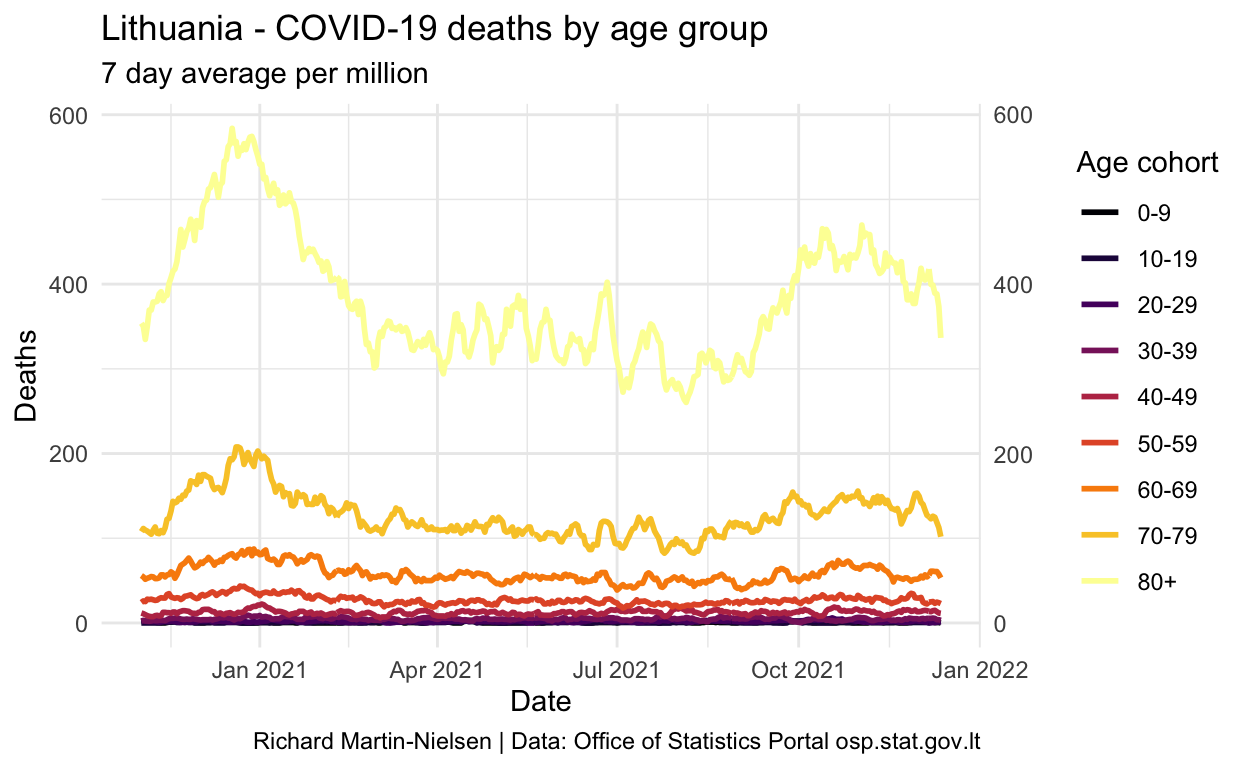 Lithuania - COVID-19 deaths by age group
7 day average per million
600
400
200
0
600
400
200
0
Deaths
Jan 2021
Apr 2021
Jul 2021
Oct 2021
Jan 2022
Date
Age cohort
0-9
10-19
20-29
30-39
40-49
50-59
60-69
70-79
80+
Richard Martin-Nielsen | Data: Office of Statistics Portal osp.stat.gov.lt